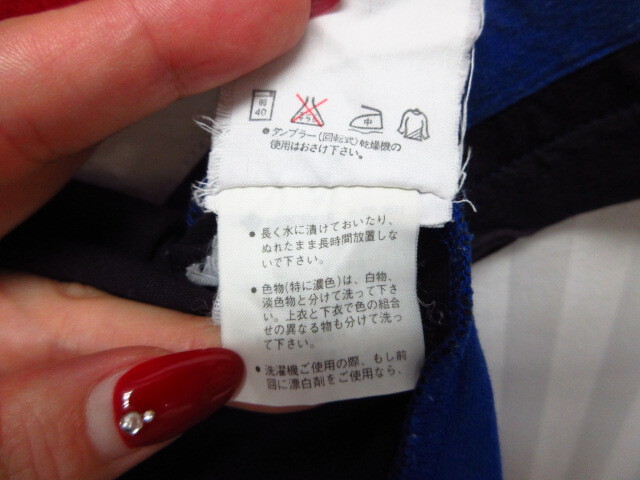 40
中
●タンブラー(回転式)乾燥機の
使用はおさけ下さい。
●長く水に漬けておいたり、
ぬれたまま長時間放置しな
いで下さい。
●色物(特に濃色)は、白物、
淡色物と分けて洗って下さ
い。上衣と下衣で色の組合
せの異なる物も分けて洗っ
て下さい。
●洗濯機ご使用の際、もし前
回に漂白剤をご使用なら、